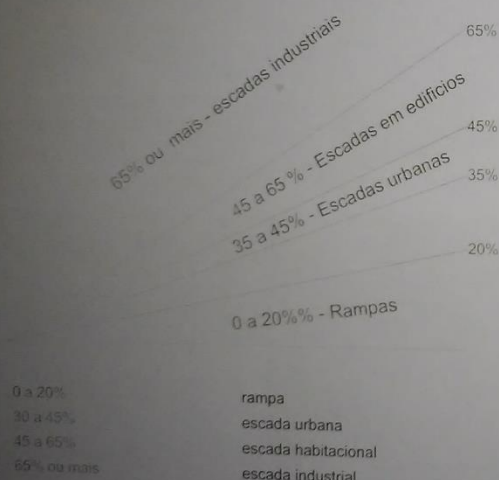 65%
65% ou mais - escadas industriais
45 a 65 % - Escadas em edifícios
45%
35 a 45% - Escadas urbanas
35%
20%
0 a 20%% - Rampas
0 a 20% rampa
30 a 45% escada urbana
45 a 65% escada habitacional
65% ou mais escada industrial